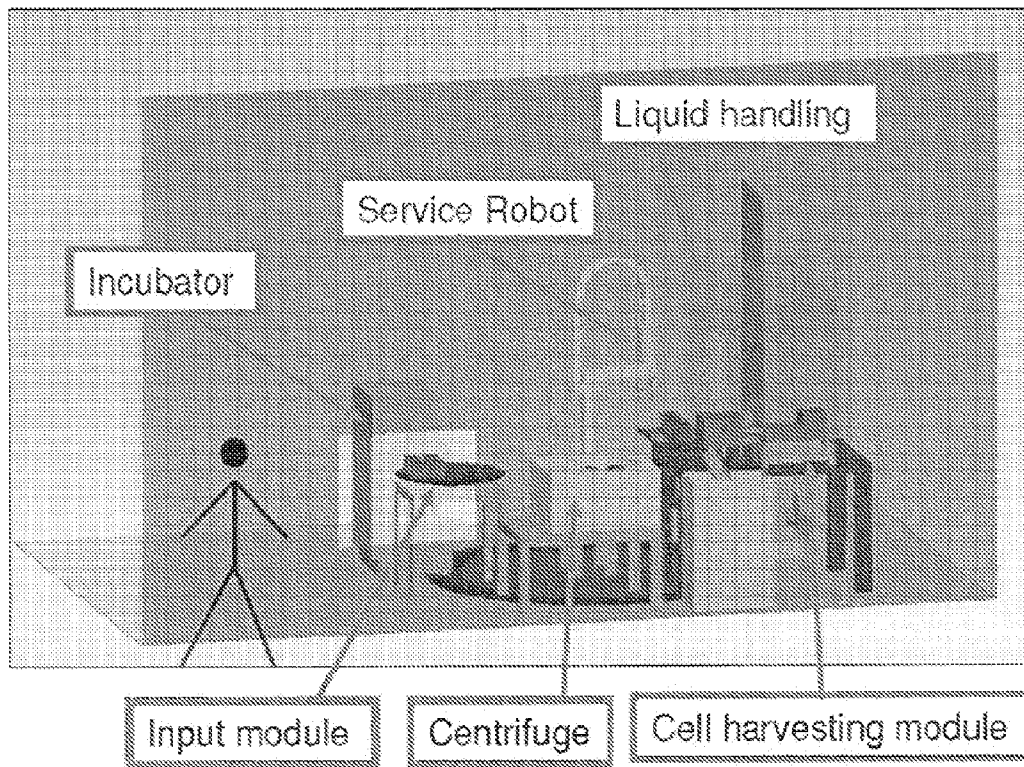 Liquid handling
Service Robot
Incubator
Input module
Centrifuge
Cell harvesting module